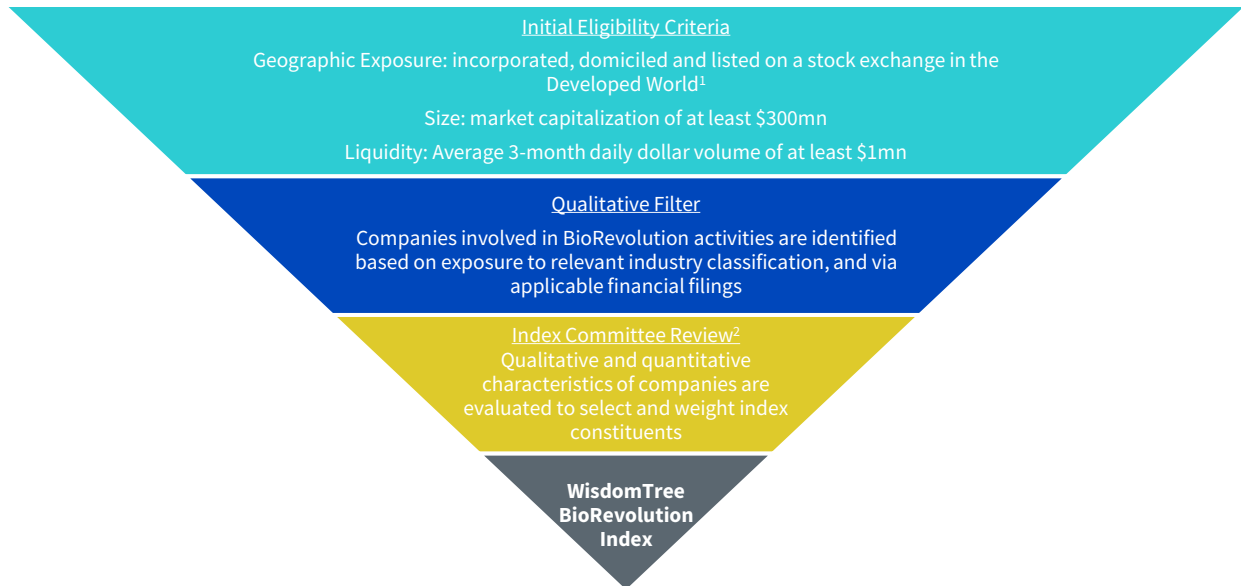 Initial Eligibility Criteria
Geographic Exposure: incorporated, domiciled and listed on a stock exchange in the
Developed World¹
Size: market capitalization of at least $300mn
Liquidity: Average 3-month daily dollar volume of at least $1mn
Qualitative Filter
Companies involved in BioRevolution activities are identified
based on exposure to relevant industry classification, and via
applicable financial filings
Index Committee Review²
Qualitative and quantitative
characteristics of companies are
evaluated to select and weight index
constituents
WisdomTree
BioRevolution
Index